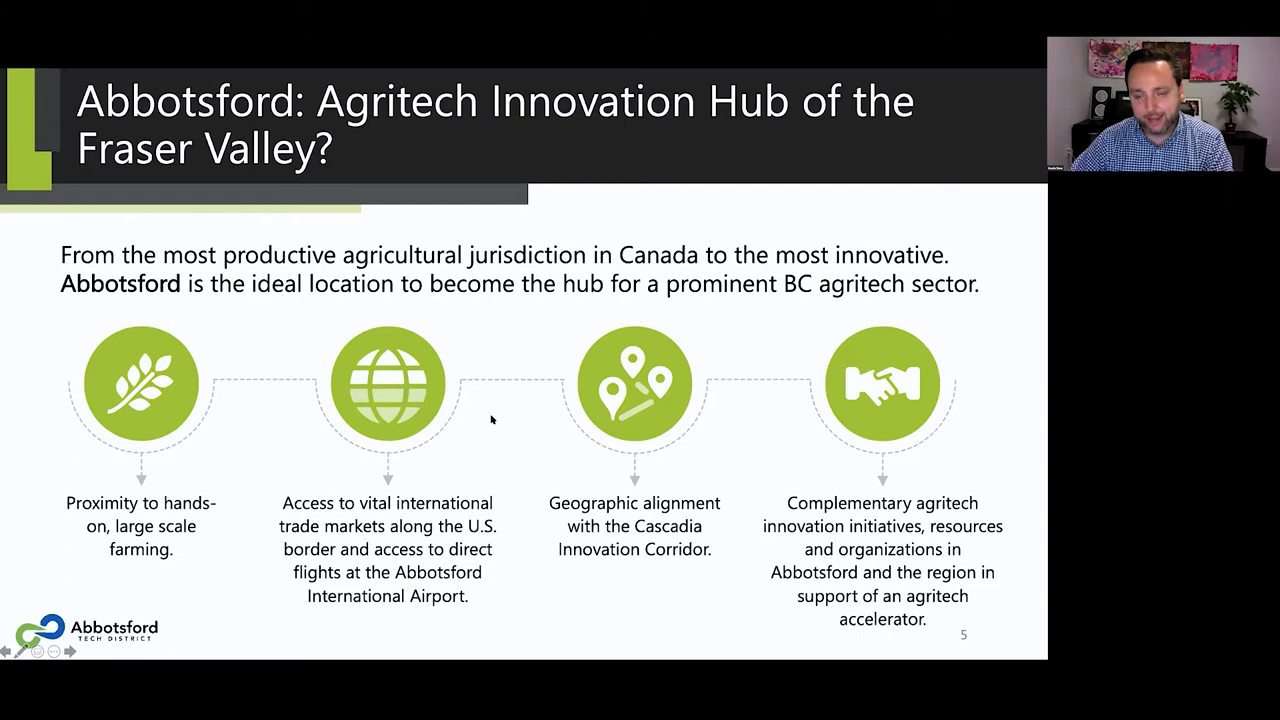 Abbotsford: Agritech Innovation Hub of the
Fraser Valley?
From the most productive agricultural jurisdiction in Canada to the most innovative.
Abbotsford is the ideal location to become the hub for a prominent BC agritech sector.
Proximity to hands-
on, large scale
farming.
Access to vital international
trade markets along the U.S.
border and access to direct
flights at the Abbotsford
International Airport.
Geographic alignment
with the Cascadia
Innovation Corridor.
Complementary agritech
innovation initiatives, resources
and organizations in
Abbotsford and the region in
support of an agritech
accelerator.
Abbotsford
TECH DISTRICT
5